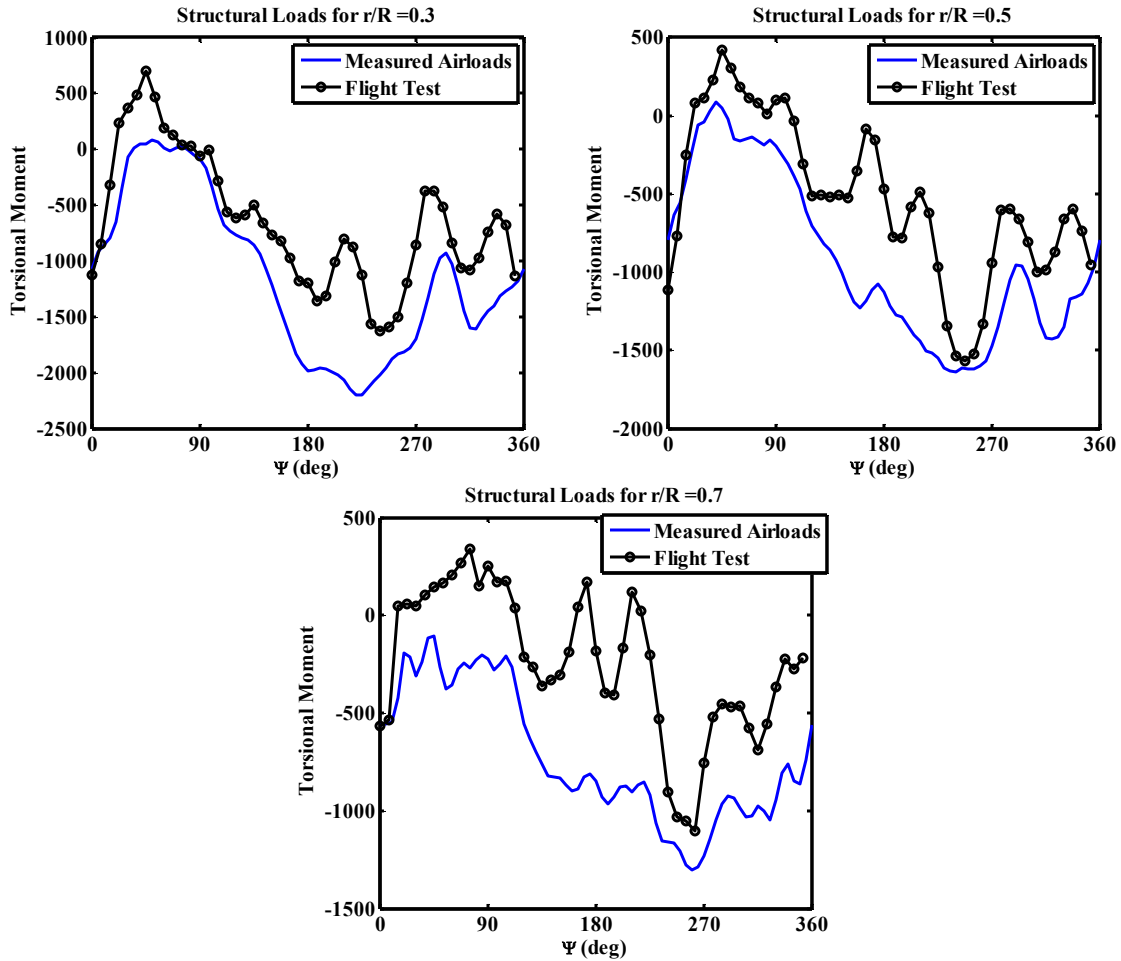 Structural Loads for r/R =0.3
1000
500
0
-500
-1000
-1500
-2000
-2500
Torsional Moment
Measured Airloads
Flight Test
0 90 180 270 360
Ψ (deg)
Structural Loads for r/R =0.5
500
0
-500
-1000
-1500
-2000
Torsional Moment
Measured Airloads
Flight Test
0 90 180 270 360
Ψ (deg)
Structural Loads for r/R =0.7
500
0
-500
-1000
-1500
Torsional Moment
Measured Airloads
Flight Test
0 90 180 270 360
Ψ (deg)